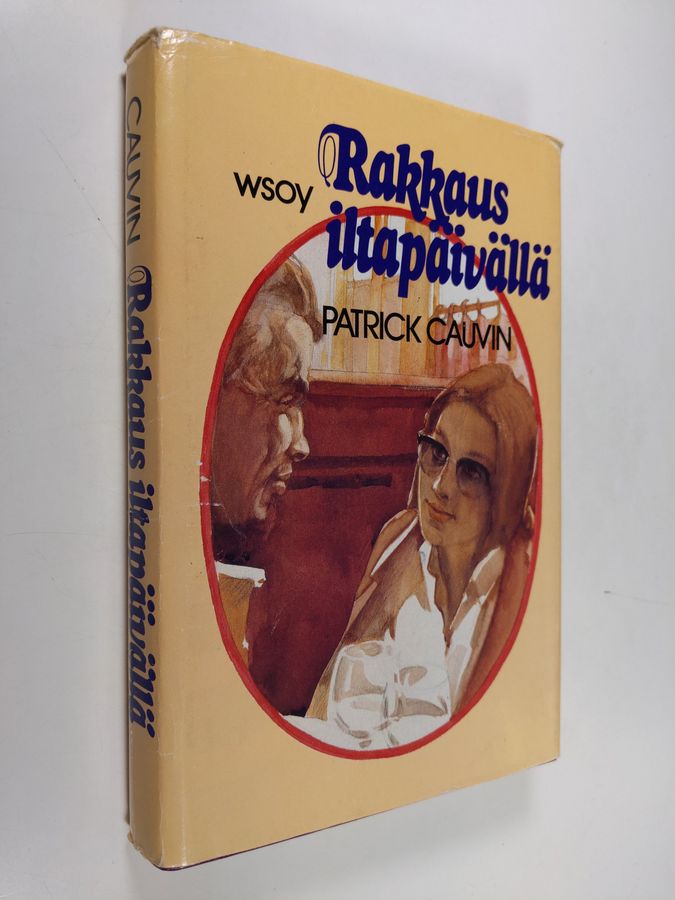 CAUVIN Rakkaus iltapäivällä
wsoy
Rakkaus
iltapäivällä
PATRICK CAUVIN